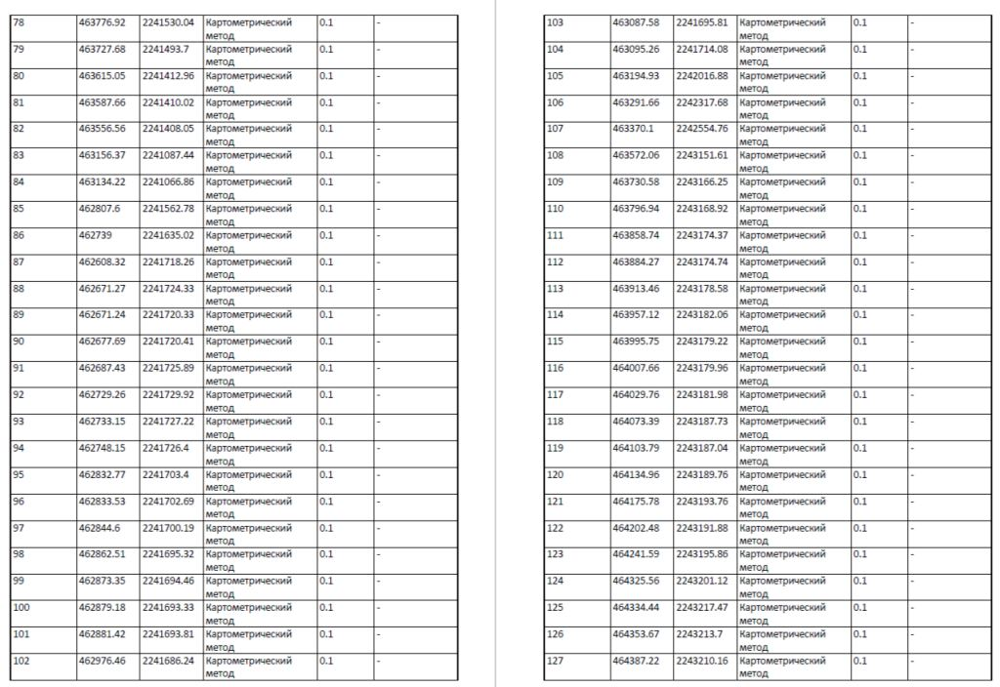 78 463776.92 2241530.04 Картометрический 0.1 -
метод
79 463727.68 2241493.7 Картометрический 0.1 -
метод
80 463615.05 2241412.96 Картометрический 0.1 -
метод
81 463587.66 2241410.02 Картометрический 0.1 -
метод
82 463556.56 2241408.05 Картометрический 0.1 -
метод
83 463156.37 2241087.44 Картометрический 0.1 -
метод
84 463134.22 2241066.86 Картометрический 0.1 -
метод
85 462807.6 2241562.78 Картометрический 0.1 -
метод
86 462739 2241635.02 Картометрический 0.1 -
метод
87 462608.32 2241718.26 Картометрический 0.1 -
метод
88 462671.27 2241724.33 Картометрический 0.1 -
метод
89 462671.24 2241720.33 Картометрический 0.1 -
метод
90 462677.69 2241720.41 Картометрический 0.1 -
метод
91 462687.43 2241725.89 Картометрический 0.1 -
метод
92 462729.26 2241729.92 Картометрический 0.1 -
метод
93 462733.15 2241727.22 Картометрический 0.1 -
метод
94 462748.15 2241726.4 Картометрический 0.1 -
метод
95 462832.77 2241703.4 Картометрический 0.1 -
метод
96 462833.53 2241702.69 Картометрический 0.1 -
метод
97 462844.6 2241700.19 Картометрический 0.1 -
метод
98 462862.51 2241695.32 Картометрический 0.1 -
метод
99 462873.35 2241694.46 Картометрический 0.1 -
метод
100 462879.18 2241693.33 Картометрический 0.1 -
метод
101 462881.42 2241693.81 Картометрический 0.1 -
метод
102 462976.46 2241686.24 Картометрический 0.1 -
метод
103 463087.58 2241695.81 Картометрический 0.1 -
метод
104 463095.26 2241714.08 Картометрический 0.1 -
метод
105 463194.93 2242016.88 Картометрический 0.1 -
метод
106 463291.66 2242317.68 Картометрический 0.1 -
метод
107 463370.1 2242554.76 Картометрический 0.1 -
метод
108 463572.06 2243151.61 Картометрический 0.1 -
метод
109 463730.58 2243166.25 Картометрический 0.1 -
метод
110 463796.94 2243168.92 Картометрический 0.1 -
метод
111 463858.74 2243174.37 Картометрический 0.1 -
метод
112 463884.27 2243174.74 Картометрический 0.1 -
метод
113 463913.46 2243178.58 Картометрический 0.1 -
метод
114 463957.12 2243182.06 Картометрический 0.1 -
метод
115 463995.75 2243179.22 Картометрический 0.1 -
метод
116 464007.66 2243179.96 Картометрический 0.1 -
метод
117 464029.76 2243181.98 Картометрический 0.1 -
метод
118 464073.39 2243187.73 Картометрический 0.1 -
метод
119 464103.79 2243187.04 Картометрический 0.1 -
метод
120 464134.96 2243189.76 Картометрический 0.1 -
метод
121 464175.78 2243193.76 Картометрический 0.1 -
метод
122 464202.48 2243191.88 Картометрический 0.1 -
метод
123 464241.59 2243195.86 Картометрический 0.1 -
метод
124 464325.56 2243201.12 Картометрический 0.1 -
метод
125 464334.44 2243217.47 Картометрический 0.1 -
метод
126 464353.67 2243213.7 Картометрический 0.1 -
метод
127 464387.22 2243210.16 Картометрический 0.1 -
метод